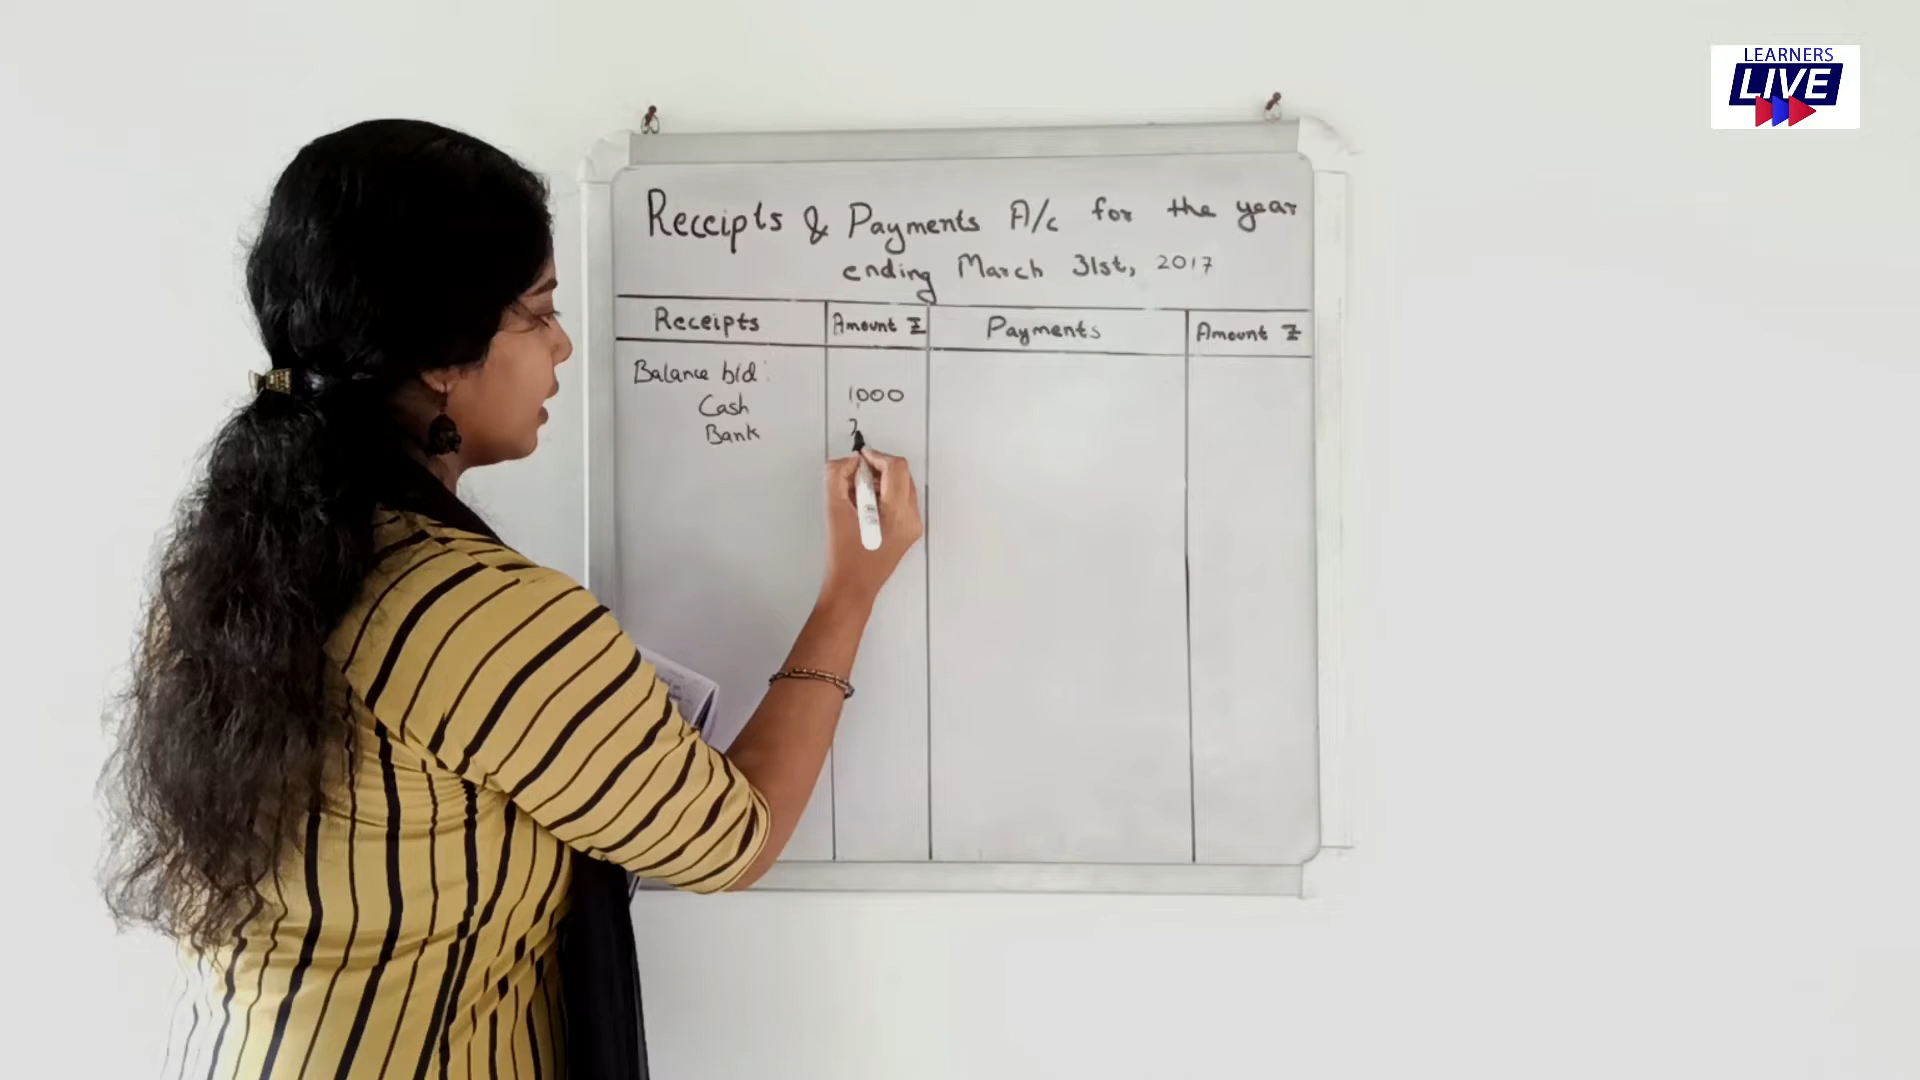 LEARNERS
LIVE
Receipts & Payments A/c for the year
ending March 31st, 2017
Receipts Amount ₹ Payments Amount ₹
Balance b/d:
Cash 1000
Bank